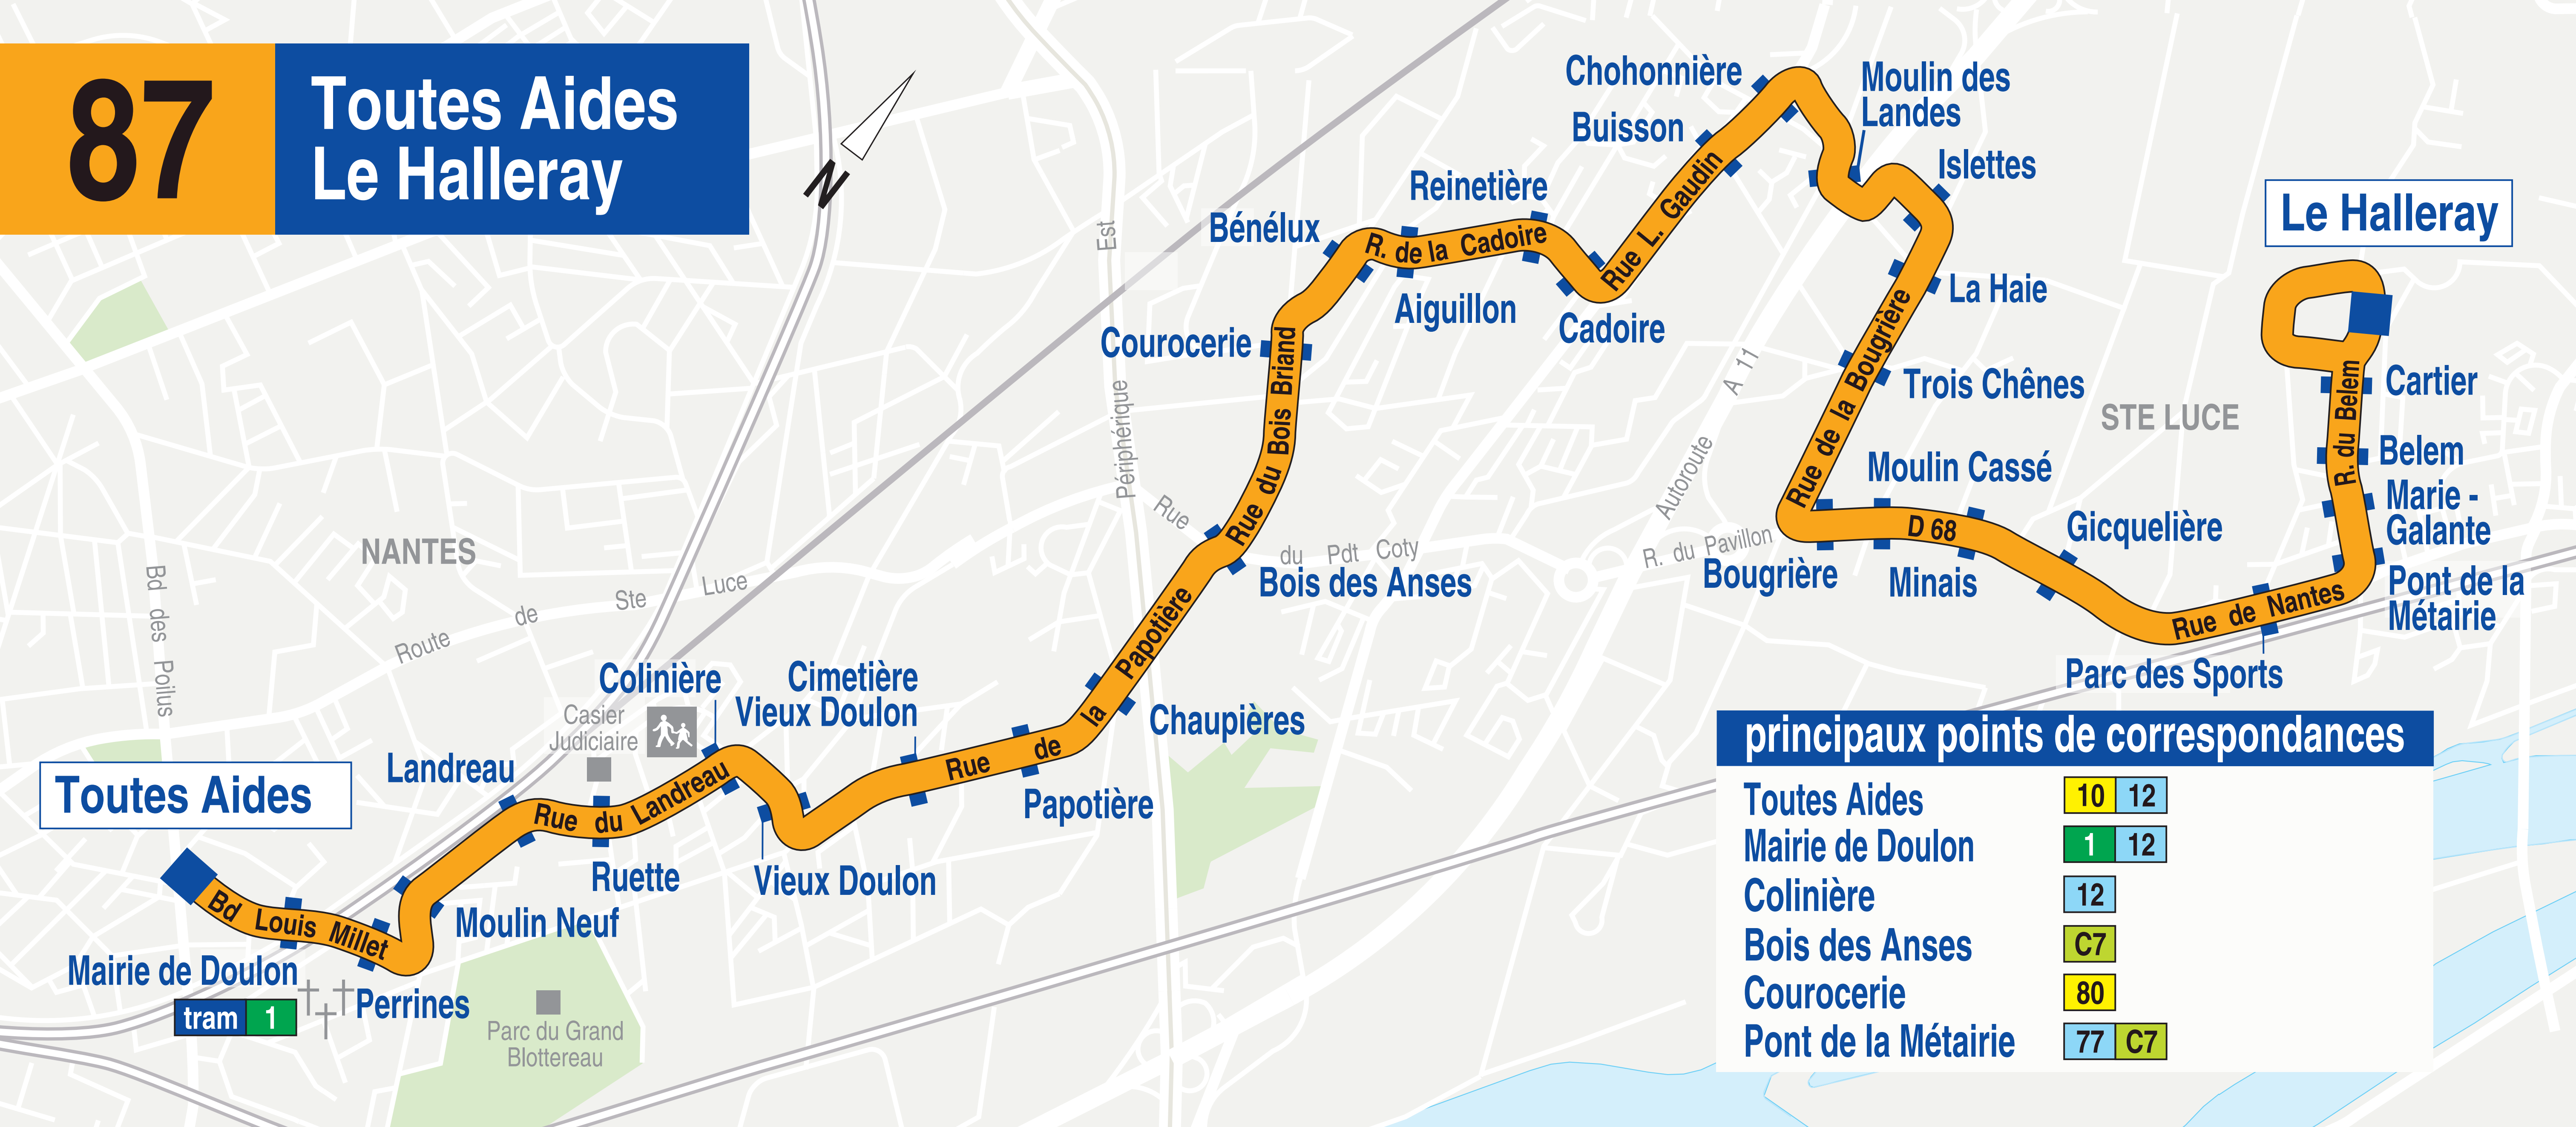 87
Toutes Aides
Le Halleray
N
Chohonnière
Moulin des
Landes
Buisson
Islettes
Reinetière
Bénélux
Le Halleray
R. de la Cadoire
Rue L. Gaudin
Est
Aiguillon
Cadoire
La Haie
Courocerie
Rue du Bois Briand
Périphérique
A 11
Autoroute
Rue de la Bougrière
Trois Chênes
STE LUCE
Cartier
R. du Belem
Belem
Moulin Cassé
Marie -
Galante
Rue du Pdt Coty
R. du Pavillon
D 68
Gicquelière
NANTES
Bois des Anses
Bougrière
Minais
Pont de la
Métairie
Route de Ste Luce
Bd des Poilus
Rue de Nantes
Parc des Sports
Colinière
Cimetière
Vieux Doulon
Casier
Judiciaire
Rue de la Papotière
Chaupières
Landreau
Rue du Landreau
Papotière
Toutes Aides
Ruette
Vieux Doulon
Bd Louis Millet
Moulin Neuf
Mairie de Doulon
tram 1
Perrines
Parc du Grand
Blottereau
principaux points de correspondances
Toutes Aides 10 12
Mairie de Doulon 1 12
Colinière 12
Bois des Anses C7
Courocerie 80
Pont de la Métairie 77 C7